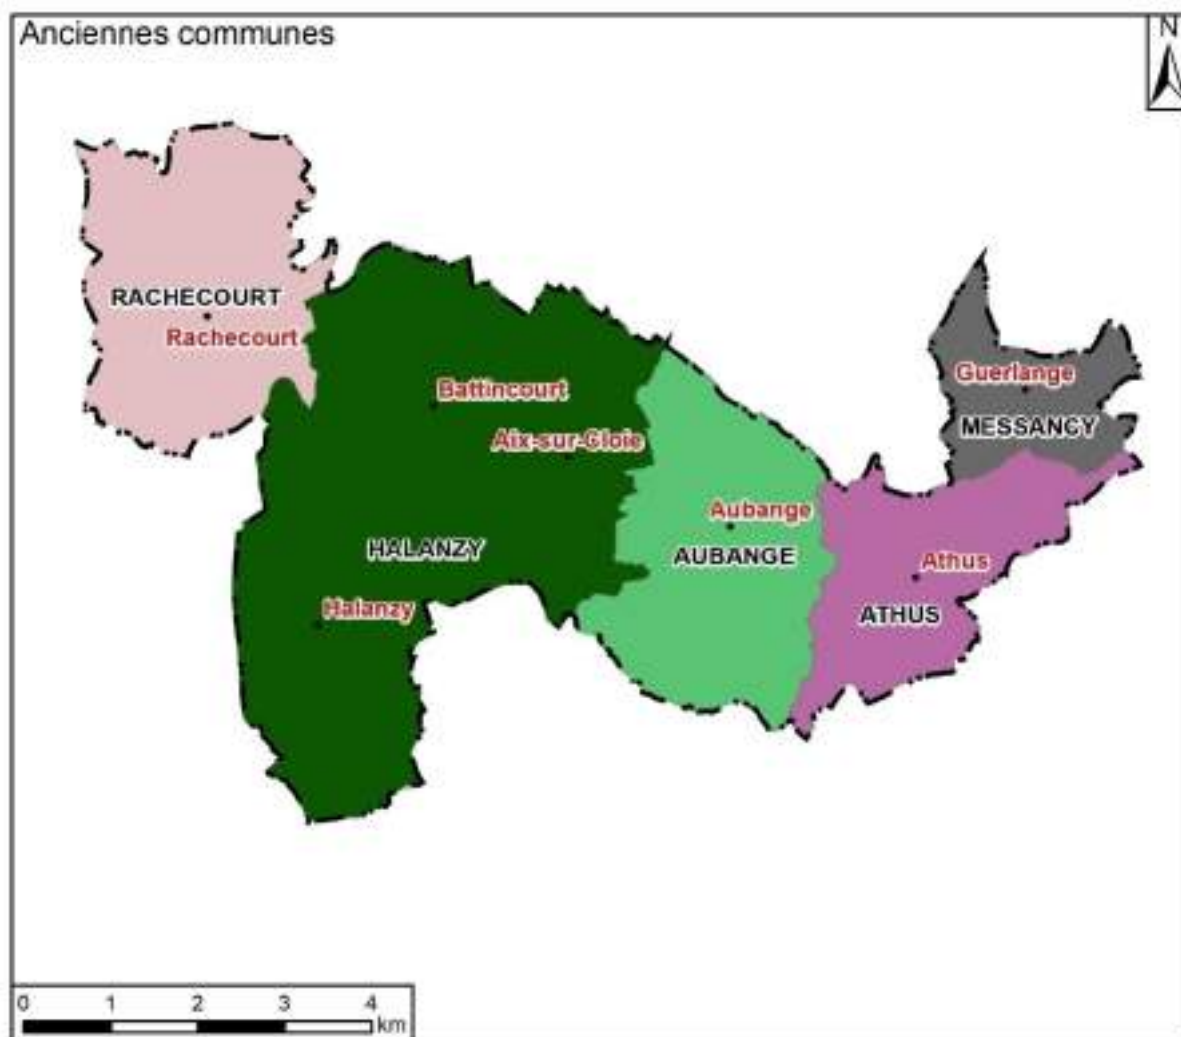 Anciennes communes
N
RACHECOURT
Rachecourt
Guerlange
Battincourt
MESSANCY
Aix-sur-Cloie
Aubange
HALANZY
AUBANGE
Athus
Halanzy
ATHUS
0 1 2 3 4
km